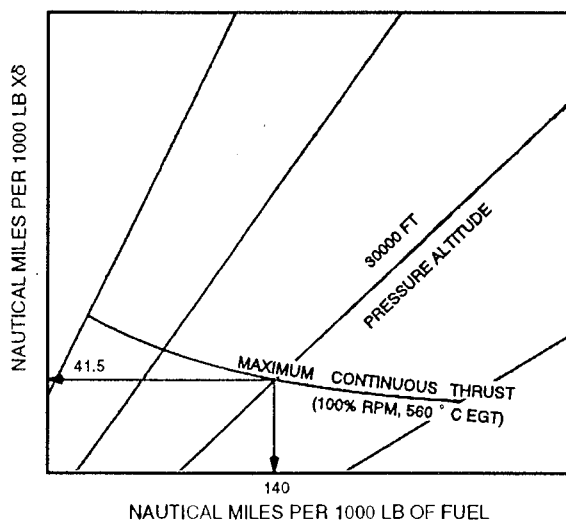 NAUTICAL MILES PER 1000 LB Xδ
30000 FT
PRESSURE ALTITUDE
41.5
MAXIMUM CONTINUOUS THRUST
(100% RPM, 560 ° C EGT)
140
NAUTICAL MILES PER 1000 LB OF FUEL